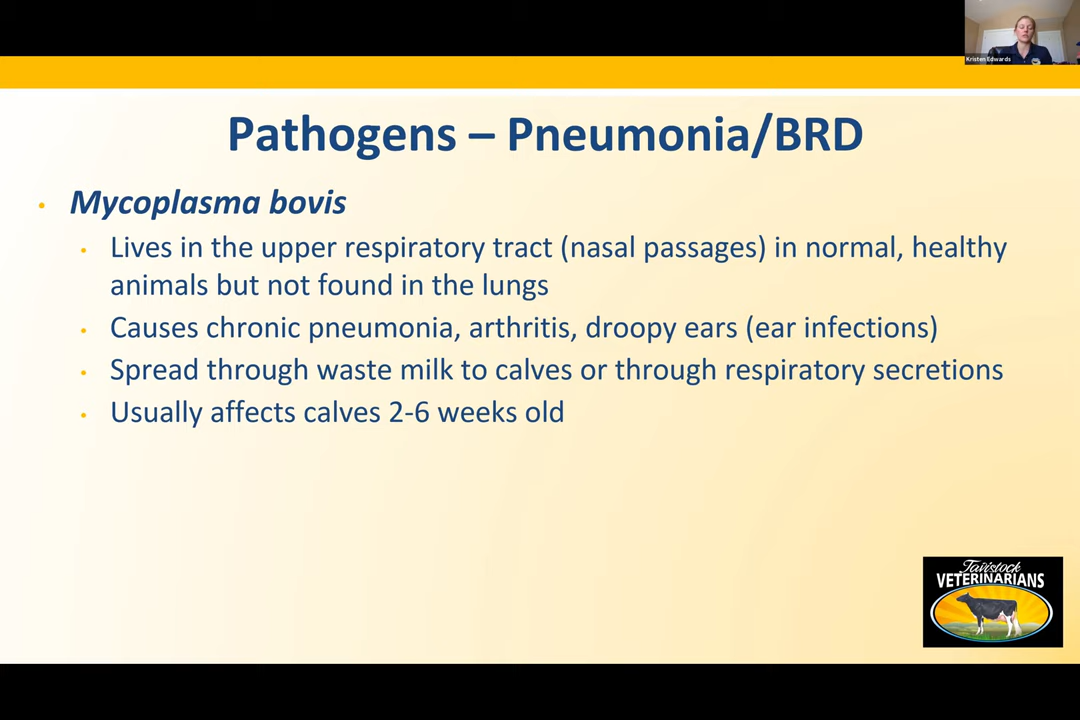 Kristen Edwards
Pathogens – Pneumonia/BRD
• Mycoplasma bovis
• Lives in the upper respiratory tract (nasal passages) in normal, healthy
animals but not found in the lungs
• Causes chronic pneumonia, arthritis, droopy ears (ear infections)
• Spread through waste milk to calves or through respiratory secretions
• Usually affects calves 2-6 weeks old
Tavistock
VETERINARIANS